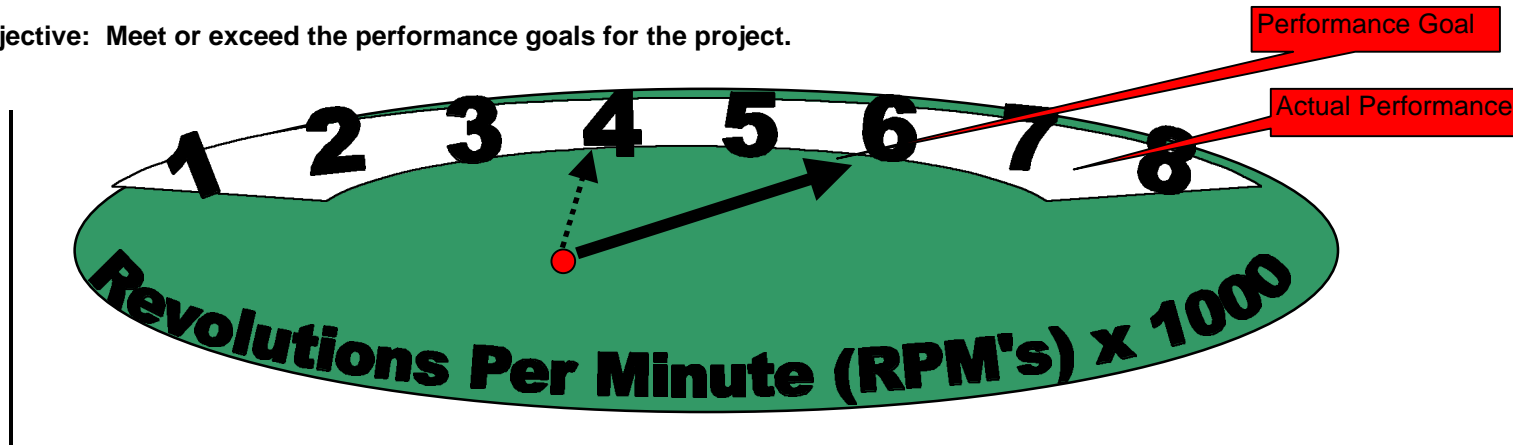 jective:  Meet or exceed the performance goals for the project.
Performance Goal
Actual Performance
1 2 3 4 5 6 7 8
Revolutions Per Minute (RPM's) x 1000